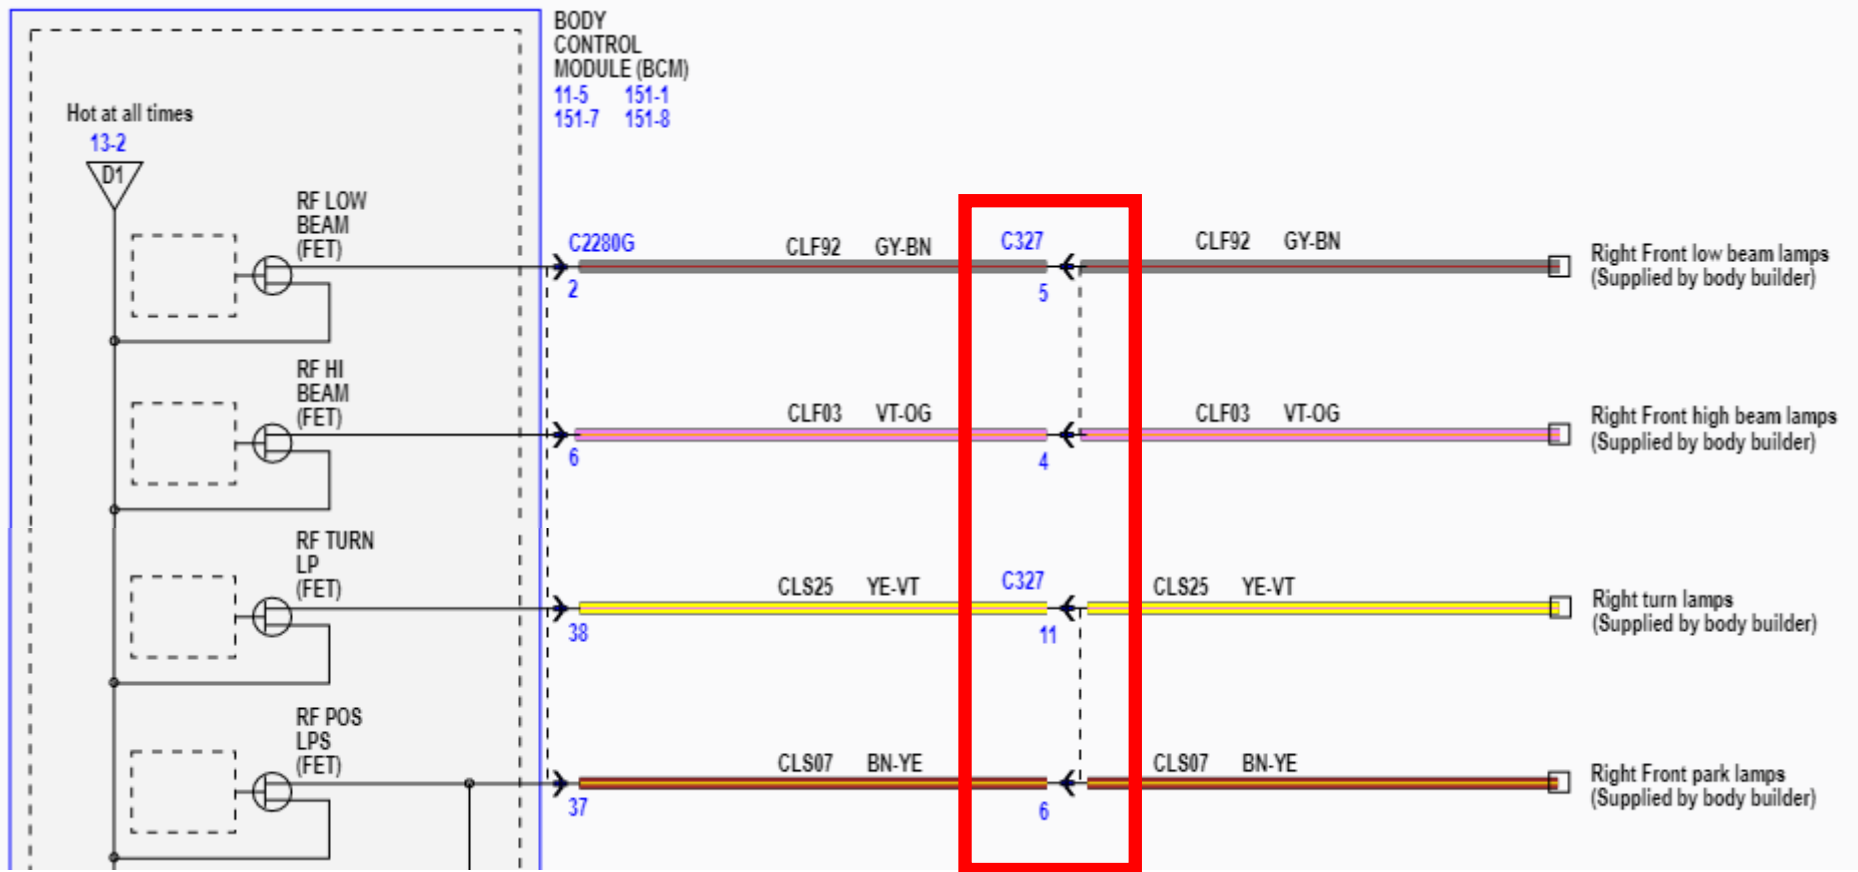 BODY
CONTROL
MODULE (BCM)
11-5 151-1
151-7 151-8
Hot at all times
13-2
D1
RF LOW
BEAM
(FET)
C2280G
2
CLF92 GY-BN
C327
5
CLF92 GY-BN
Right Front low beam lamps
(Supplied by body builder)
RF HI
BEAM
(FET)
6
CLF03 VT-OG
4
CLF03 VT-OG
Right Front high beam lamps
(Supplied by body builder)
RF TURN
LP
(FET)
38
CLS25 YE-VT
C327
11
CLS25 YE-VT
Right turn lamps
(Supplied by body builder)
RF POS
LPS
(FET)
37
CLS07 BN-YE
6
CLS07 BN-YE
Right Front park lamps
(Supplied by body builder)